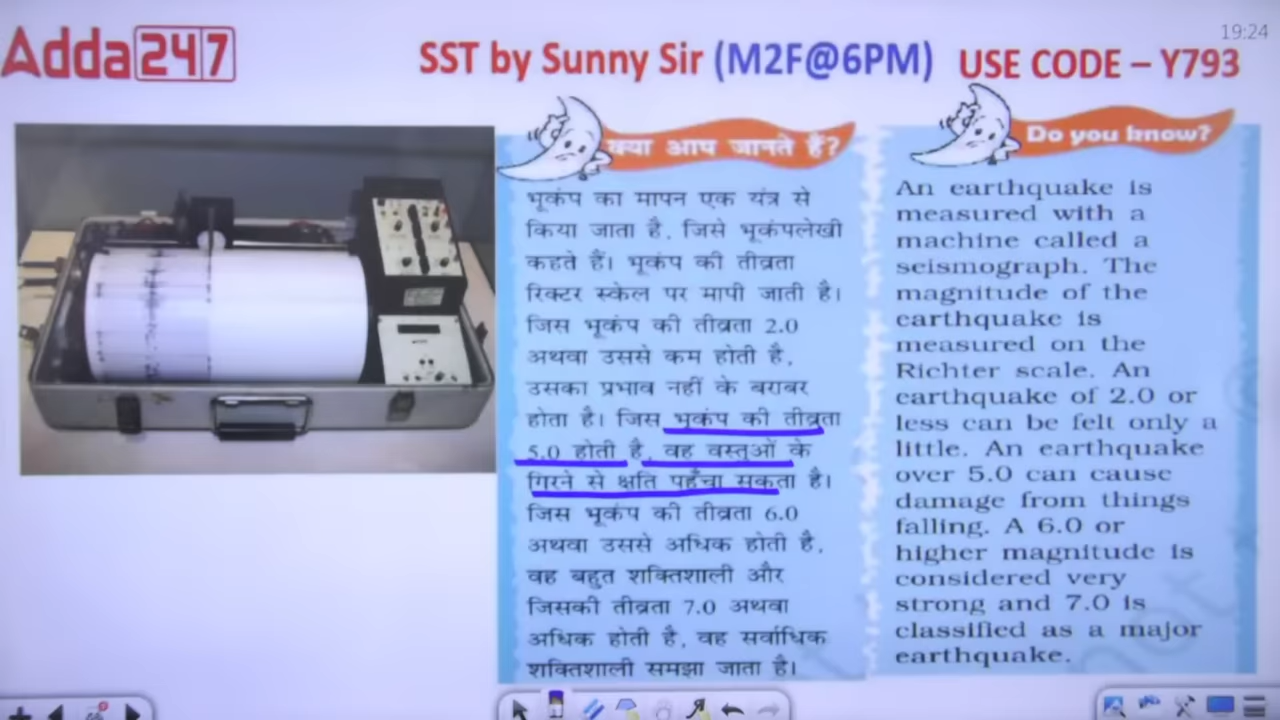 19:24
Adda247
SST by Sunny Sir (M2F@6PM) USE CODE – Y793
क्या आप जानते हैं?
भूकंप का मापन एक यंत्र से
किया जाता है, जिसे भूकंपलेखी
कहते हैं। भूकंप की तीव्रता
रिक्टर स्केल पर मापी जाती है।
जिस भूकंप की तीव्रता 2.0
अथवा उससे कम होती है,
उसका प्रभाव नहीं के बराबर
होता है। जिस भूकंप की तीव्रता
5.0 होती है, वह वस्तुओं के
गिरने से क्षति पहुँचा सकता है।
जिस भूकंप की तीव्रता 6.0
अथवा उससे अधिक होती है,
वह बहुत शक्तिशाली और
जिसकी तीव्रता 7.0 अथवा
अधिक होती है, वह सर्वाधिक
शक्तिशाली समझा जाता है।
Do you know?
An earthquake is
measured with a
machine called a
seismograph. The
magnitude of the
earthquake is
measured on the
Richter scale. An
earthquake of 2.0 or
less can be felt only a
little. An earthquake
over 5.0 can cause
damage from things
falling. A 6.0 or
higher magnitude is
considered very
strong and 7.0 is
classified as a major
earthquake.
not